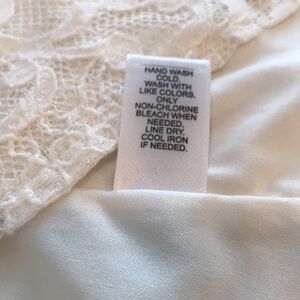 HAND WASH
COLD.
WASH WITH
LIKE COLORS.
ONLY
NON-CHLORINE
BLEACH WHEN
NEEDED.
LINE DRY.
COOL IRON
IF NEEDED.